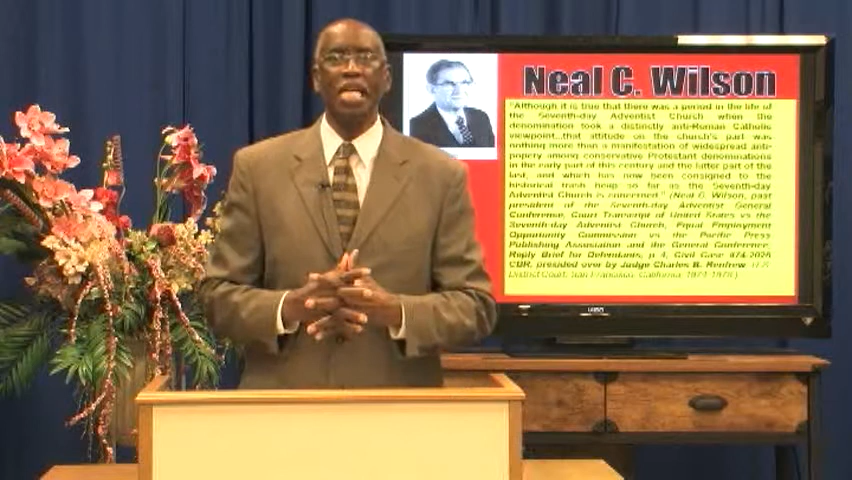 Neal C. Wilson
"Although it is true that there was a period in the life of
the Seventh-day Adventist Church when the
denomination took a distinctly anti-Roman Catholic
viewpoint...that attitude on the church's part was
nothing more than a manifestation of widespread anti-
popery among conservative Protestant denominations
in the early part of this century and the latter part of the
last, and which has now been consigned to the
historical trash heap so far as the Seventh-day
Adventist Church is concerned." (Neal C. Wilson, past
president of the Seventh-day Adventist General
Conference, Court Transcript of United States vs the
Seventh-day Adventist Church, Equal Employment
Opportunity Commission vs the Pacific Press
Publishing Association and the General Conference,
Reply Brief for Defendants, p 4, Civil Case #74-2025
CBR, presided over by Judge Charles B. Renfrew, U.S.
District Court, San Francisco, California, 1974-1975.)